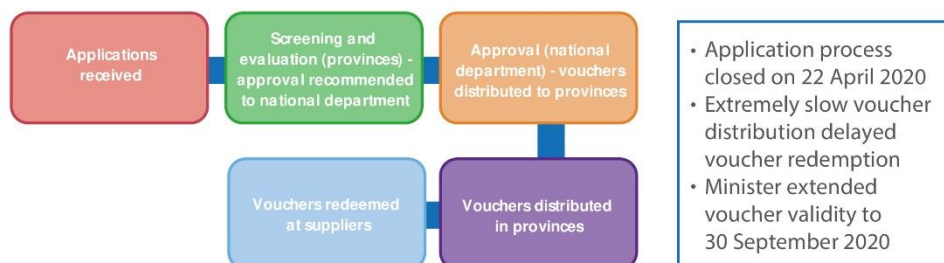 Applications
received
Screening and
evaluation (provinces) -
approval recommended
to national department
Approval (national
department) - vouchers
distributed to provinces
Vouchers redeemed
at suppliers
Vouchers distributed
in provinces
• Application process
closed on 22 April 2020
• Extremely slow voucher
distribution delayed
voucher redemption
• Minister extended
voucher validity to
30 September 2020